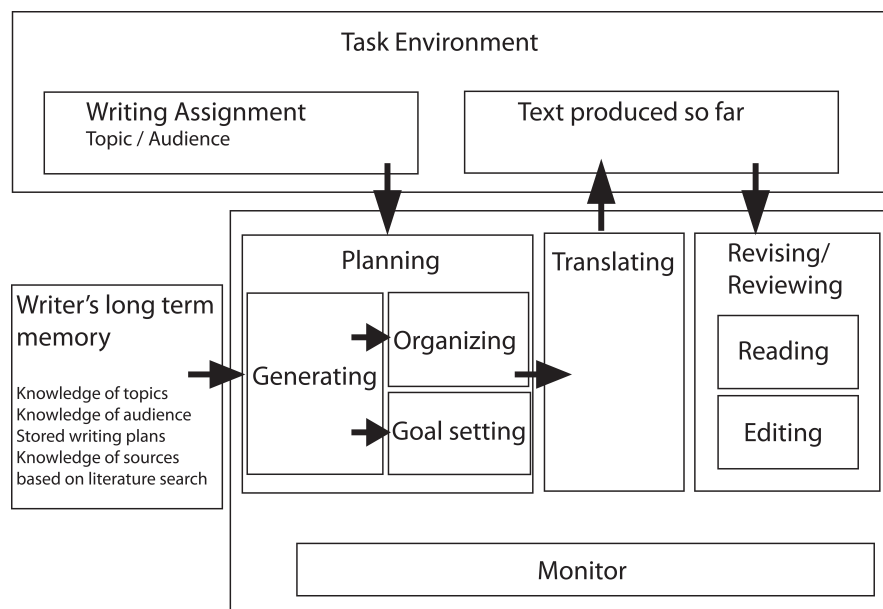 Task Environment
Writing Assignment
Topic / Audience
Text produced so far
Writer’s long term
memory
Knowledge of topics
Knowledge of audience
Stored writing plans
Knowledge of sources
based on literature search
Planning
Generating
Organizing
Goal setting
Translating
Revising/
Reviewing
Reading
Editing
Monitor